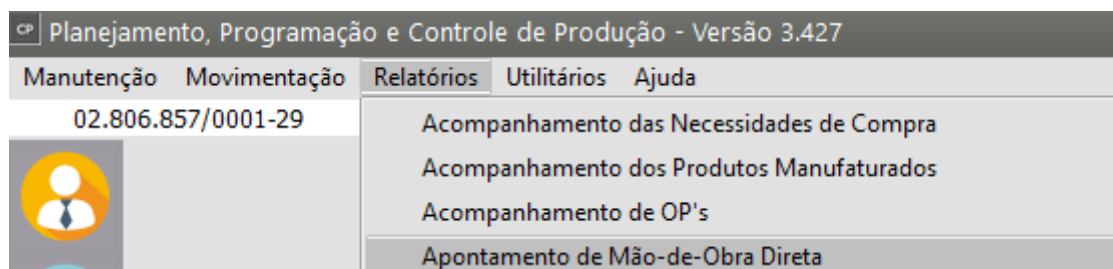 CP Planejamento, Programação e Controle de Produção - Versão 3.427
Manutenção Movimentação Relatórios Utilitários Ajuda
02.806.857/0001-29
Acompanhamento das Necessidades de Compra
Acompanhamento dos Produtos Manufaturados
Acompanhamento de OP's
Apontamento de Mão-de-Obra Direta